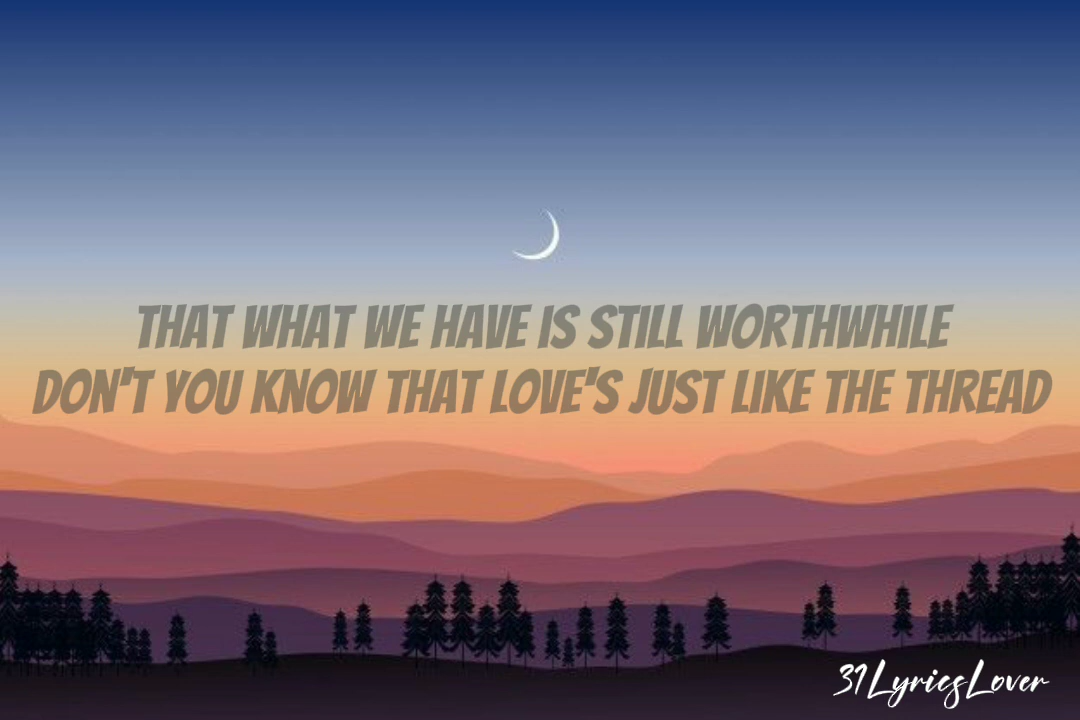 THAT WHAT WE HAVE IS STILL WORTHWHILE
DON'T YOU KNOW THAT LOVE'S JUST LIKE THE THREAD
31LyricsLover